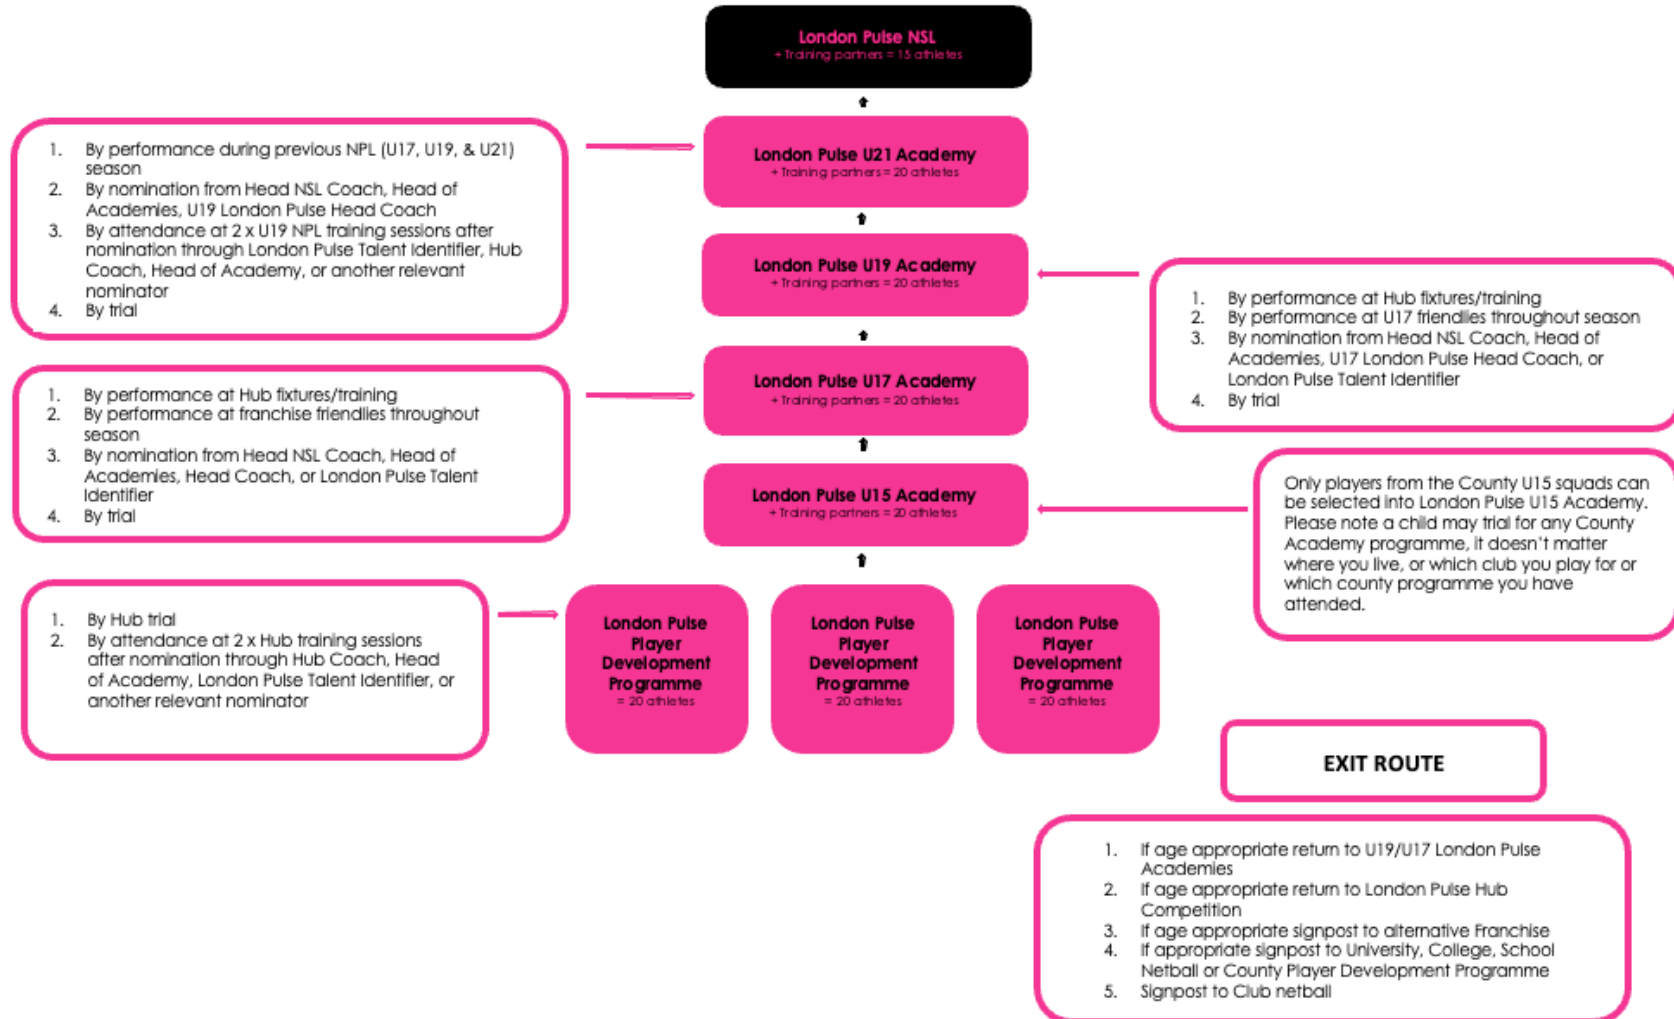 London Pulse NSL
+ Training partners = 15 athletes
1. By performance during previous NPL (U17, U19, & U21)
season
2. By nomination from Head NSL Coach, Head of
Academies, U19 London Pulse Head Coach
3. By attendance at 2 x U19 NPL training sessions after
nomination through London Pulse Talent Identifier, Hub
Coach, Head of Academy, or another relevant
nominator
4. By trial
London Pulse U21 Academy
+ Training partners = 20 athletes
London Pulse U19 Academy
+ Training partners = 20 athletes
1. By performance at Hub fixtures/training
2. By performance at U17 friendlies throughout season
3. By nomination from Head NSL Coach, Head of
Academies, U17 London Pulse Head Coach, or
London Pulse Talent Identifier
4. By trial
1. By performance at Hub fixtures/training
2. By performance at franchise friendlies throughout
season
3. By nomination from Head NSL Coach, Head of
Academies, Head Coach, or London Pulse Talent
Identifier
4. By trial
London Pulse U17 Academy
+ Training partners = 20 athletes
London Pulse U15 Academy
+ Training partners = 20 athletes
Only players from the County U15 squads can
be selected into London Pulse U15 Academy.
Please note a child may trial for any County
Academy programme, it doesn't matter
where you live, or which club you play for or
which county programme you have
attended.
1. By Hub trial
2. By attendance at 2 x Hub training sessions
after nomination through Hub Coach, Head
of Academy, London Pulse Talent Identifier, or
another relevant nominator
London Pulse
Player
Development
Programme
= 20 athletes
London Pulse
Player
Development
Programme
= 20 athletes
London Pulse
Player
Development
Programme
= 20 athletes
EXIT ROUTE
1. If age appropriate return to U19/U17 London Pulse
Academies
2. If age appropriate return to London Pulse Hub
Competition
3. If age appropriate signpost to alternative Franchise
4. If appropriate signpost to University, College, School
Netball or County Player Development Programme
5. Signpost to Club netball